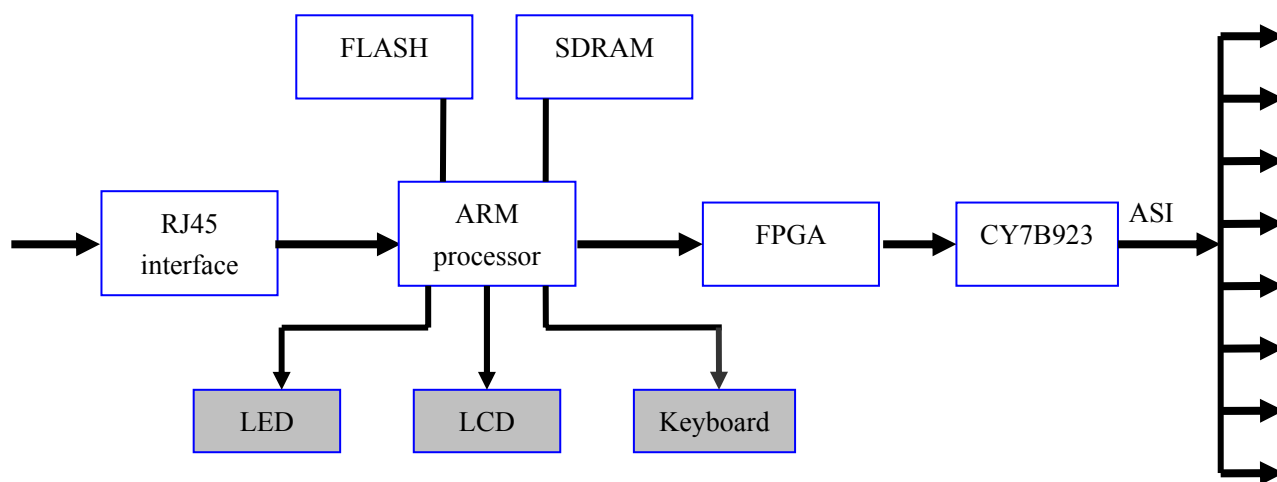 FLASH
SDRAM
RJ45
interface
ARM
processor
FPGA
CY7B923
ASI
LED
LCD
Keyboard